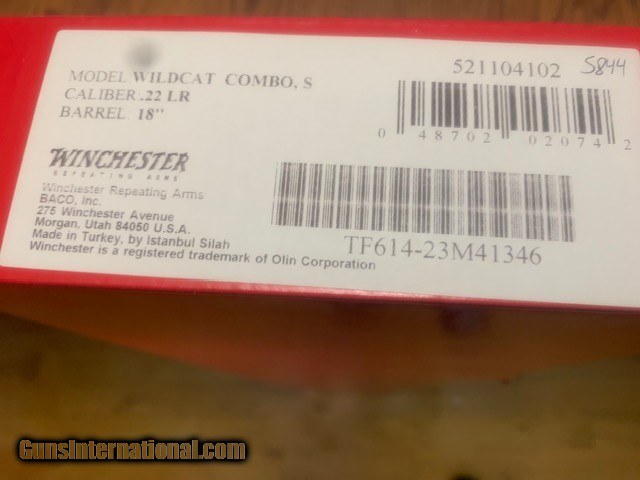 MODEL WILDCAT COMBO, S
CALIBER .22 LR
BARREL 18"
521104102
5844
0 48702 02074 2
WINCHESTER
REPEATING ARMS
Winchester Repeating Arms
BACO, Inc.
275 Winchester Avenue
Morgan, Utah 84050 U.S.A.
Made in Turkey, by Istanbul Silah
Winchester is a registered trademark of Olin Corporation
TF614-23M41346
GunsInternational.com